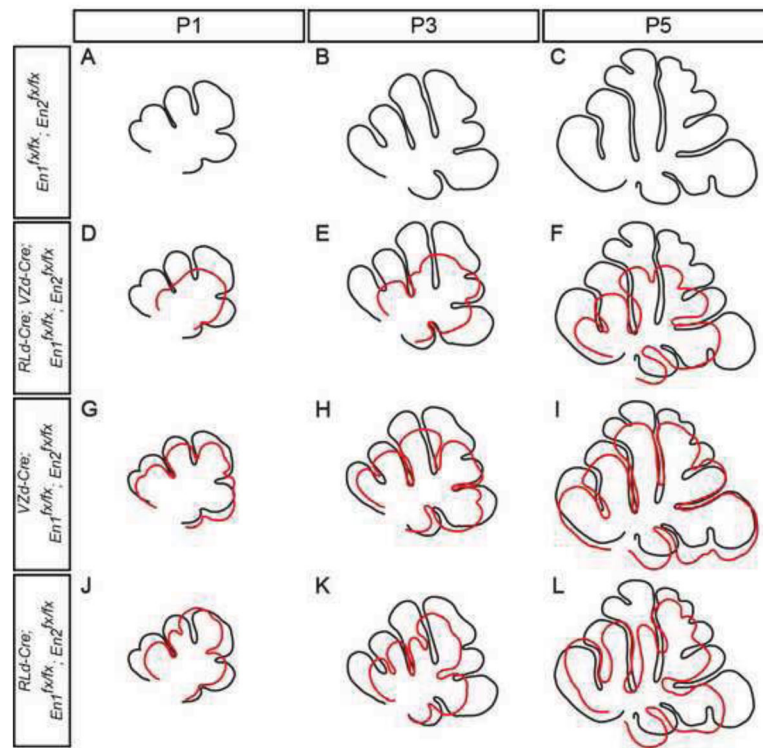 P1 P3 P5
En1fx/fx; En2fx/fx
A B C
RLd-Cre; VZd-Cre;
En1fx/fx; En2fx/fx
D E F
VZd-Cre;
En1fx/fx; En2fx/fx
G H I
RLd-Cre;
En1fx/fx; En2fx/fx
J K L